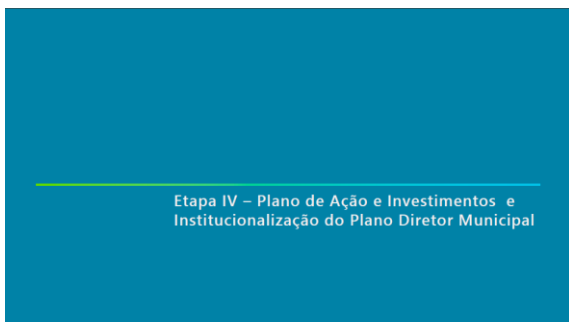 Etapa IV – Plano de Ação e Investimentos  e
Institucionalização do Plano Diretor Municipal